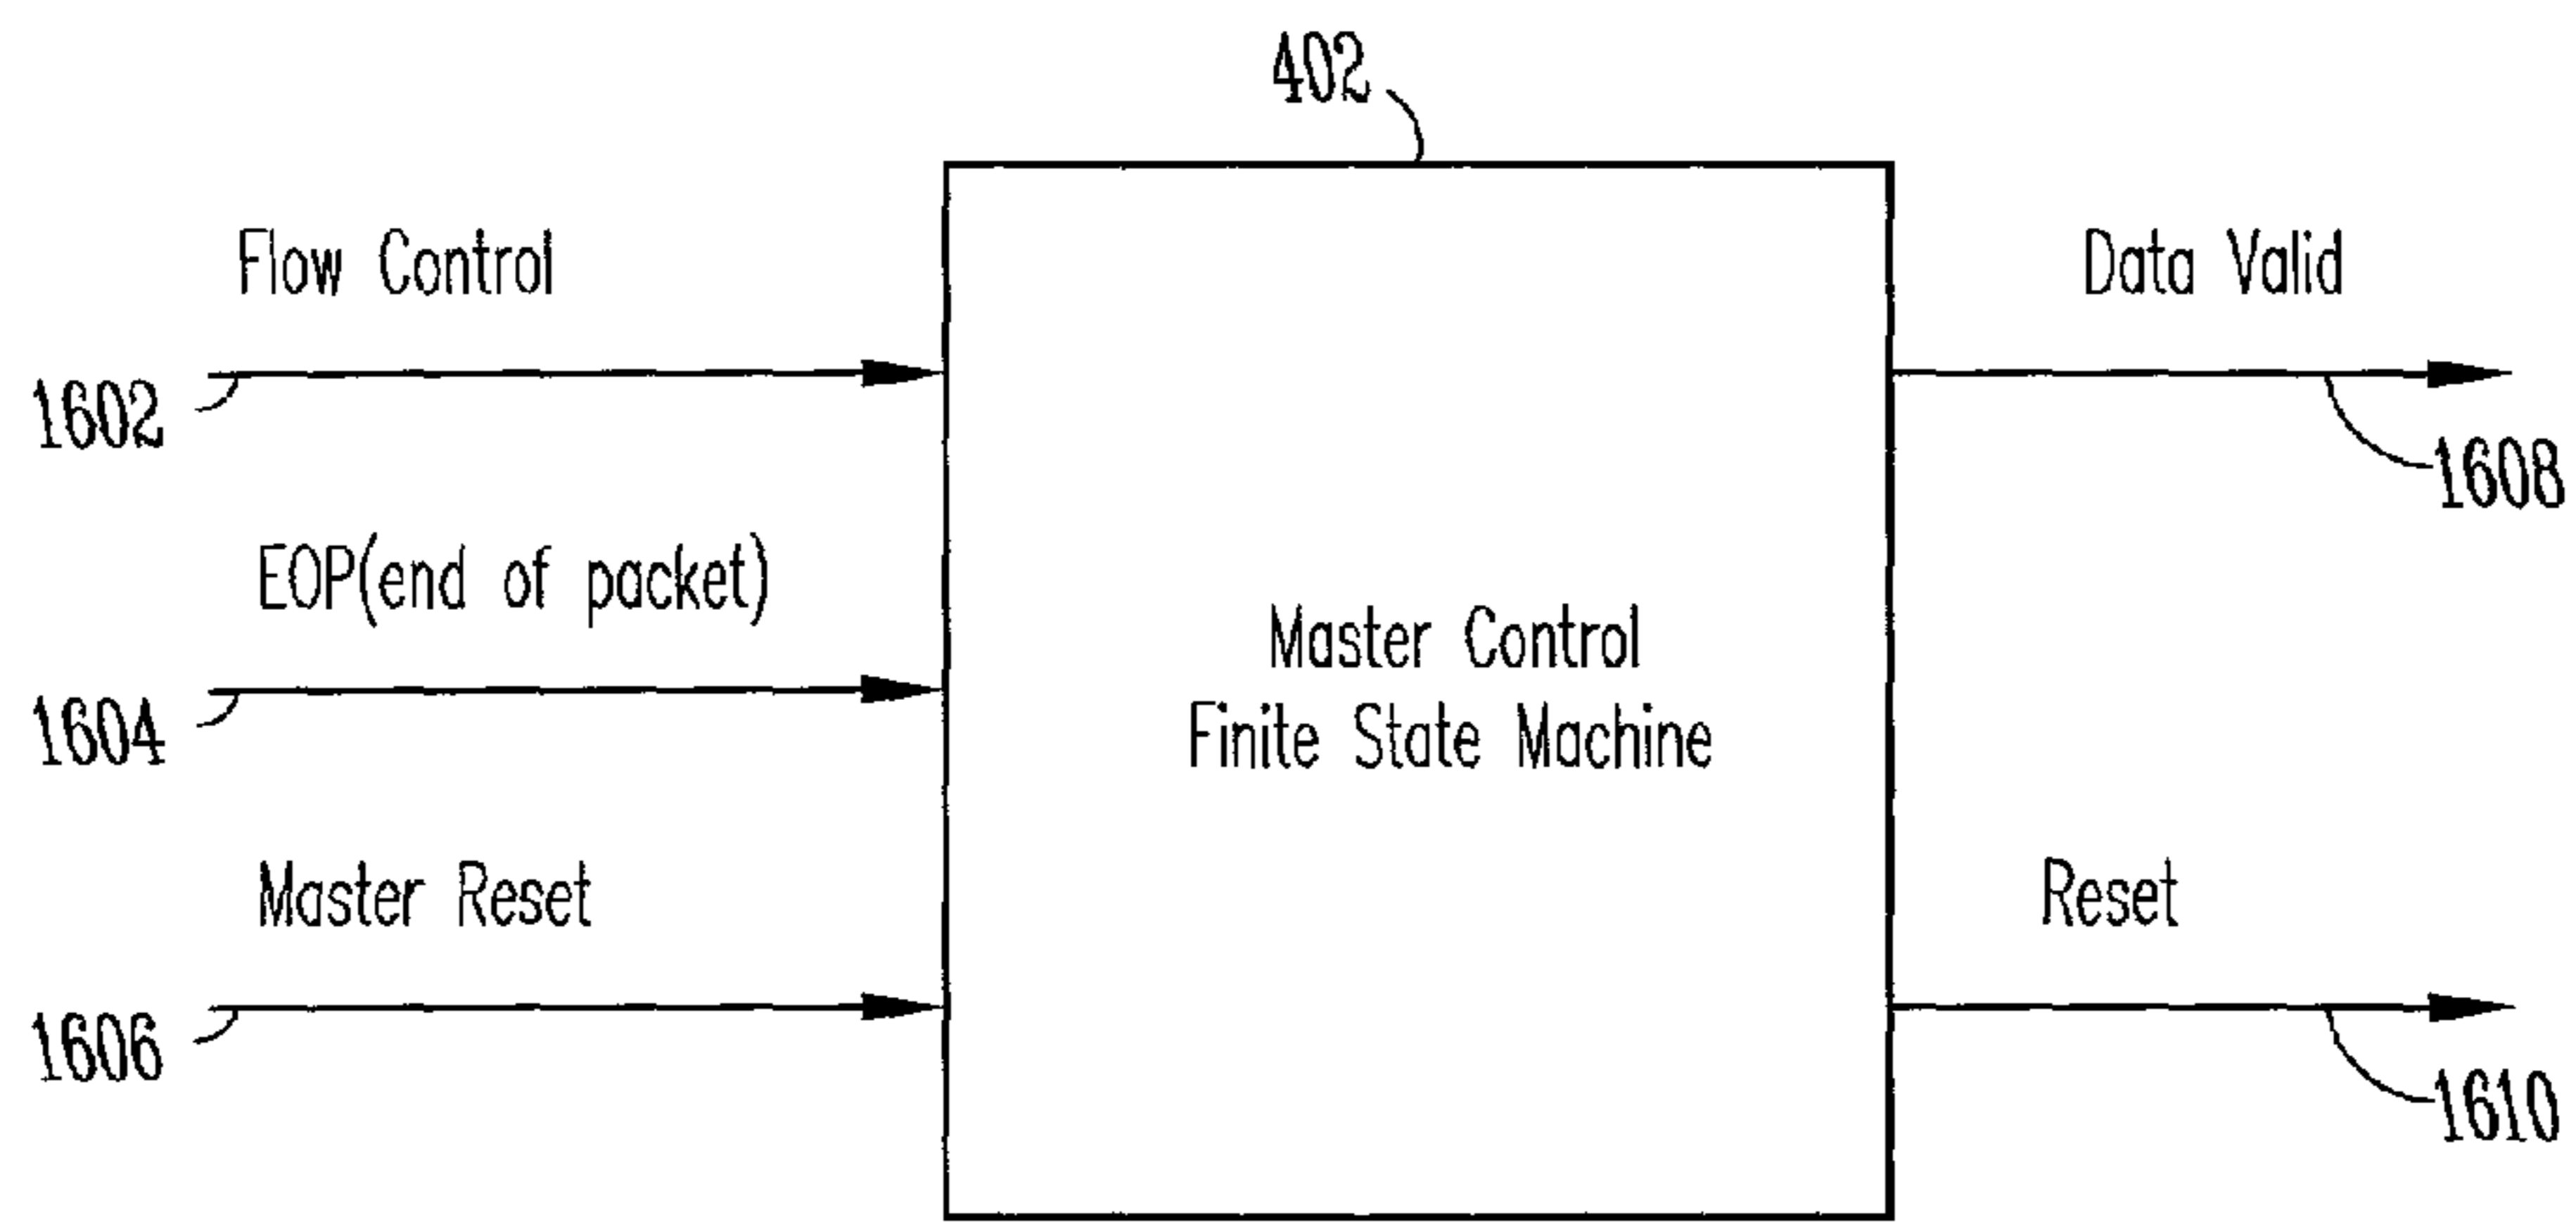 402
Flow Control
Data Valid
1602
1608
EOP(end of packet)
Master Control
Finite State Machine
1604
Master Reset
Reset
1606
1610